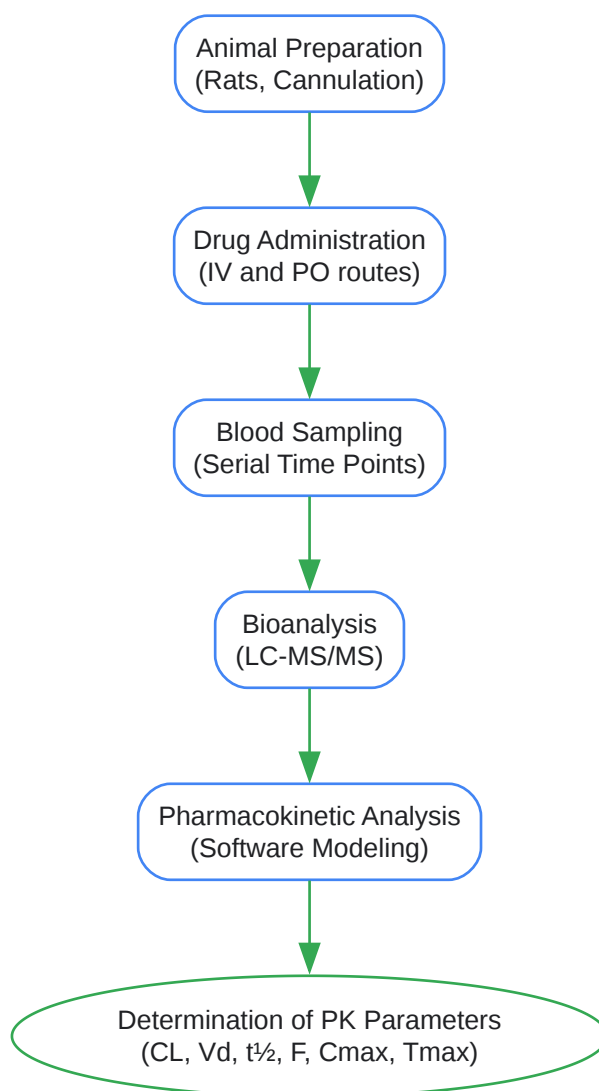 Animal Preparation
(Rats, Cannulation)
Drug Administration
(IV and PO routes)
Blood Sampling
(Serial Time Points)
Bioanalysis
(LC-MS/MS)
Pharmacokinetic Analysis
(Software Modeling)
Determination of PK Parameters
(CL, Vd, t½, F, Cmax, Tmax)